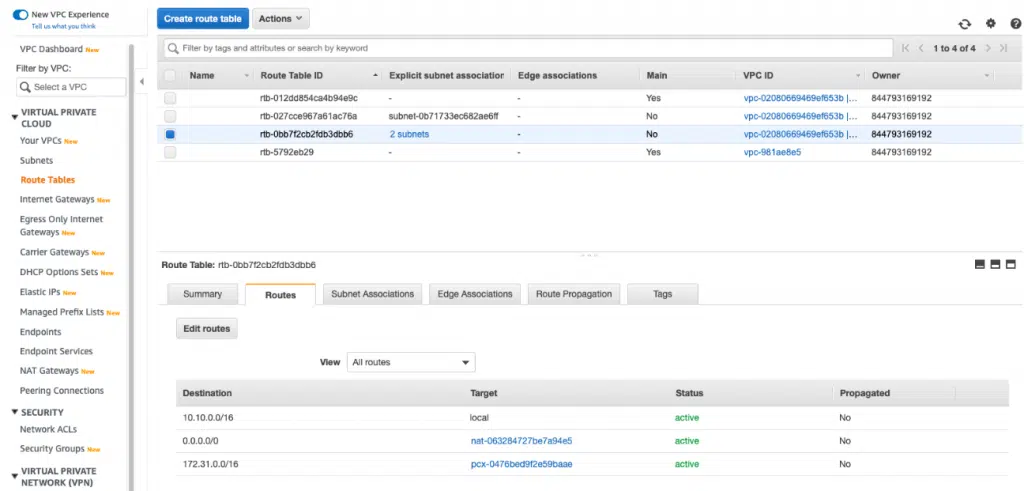 New VPC Experience
Tell us what you think
Create route table Actions
VPC Dashboard New
Filter by VPC:
Select a VPC
VIRTUAL PRIVATE
CLOUD
Your VPCs New
Subnets
Route Tables
Internet Gateways New
Egress Only Internet
Gateways New
Carrier Gateways New
DHCP Options Sets New
Elastic IPs New
Managed Prefix Lists New
Endpoints
Endpoint Services
NAT Gateways New
Peering Connections
SECURITY
Network ACLs
Security Groups New
VIRTUAL PRIVATE
NETWORK (VPN)
Filter by tags and attributes or search by keyword
1 to 4 of 4
Name Route Table ID Explicit subnet association Edge associations Main VPC ID Owner
rtb-012dd854ca4b94e9c - - Yes vpc-02080669469ef653b |... 844793169192
rtb-027cce967a61ac76a subnet-0b71733ec682ae6ff - No vpc-02080669469ef653b |... 844793169192
rtb-0bb7f2cb2fdb3dbb6 2 subnets - No vpc-02080669469ef653b |... 844793169192
rtb-5792eb29 - - Yes vpc-981ae8e5 844793169192
Route Table: rtb-0bb7f2cb2fdb3dbb6
Summary Routes Subnet Associations Edge Associations Route Propagation Tags
Edit routes
View All routes
Destination Target Status Propagated
10.10.0.0/16 local active No
0.0.0.0/0 nat-063284727be7a94e5 active No
172.31.0.0/16 pcx-0476bed9f2e59baae active No